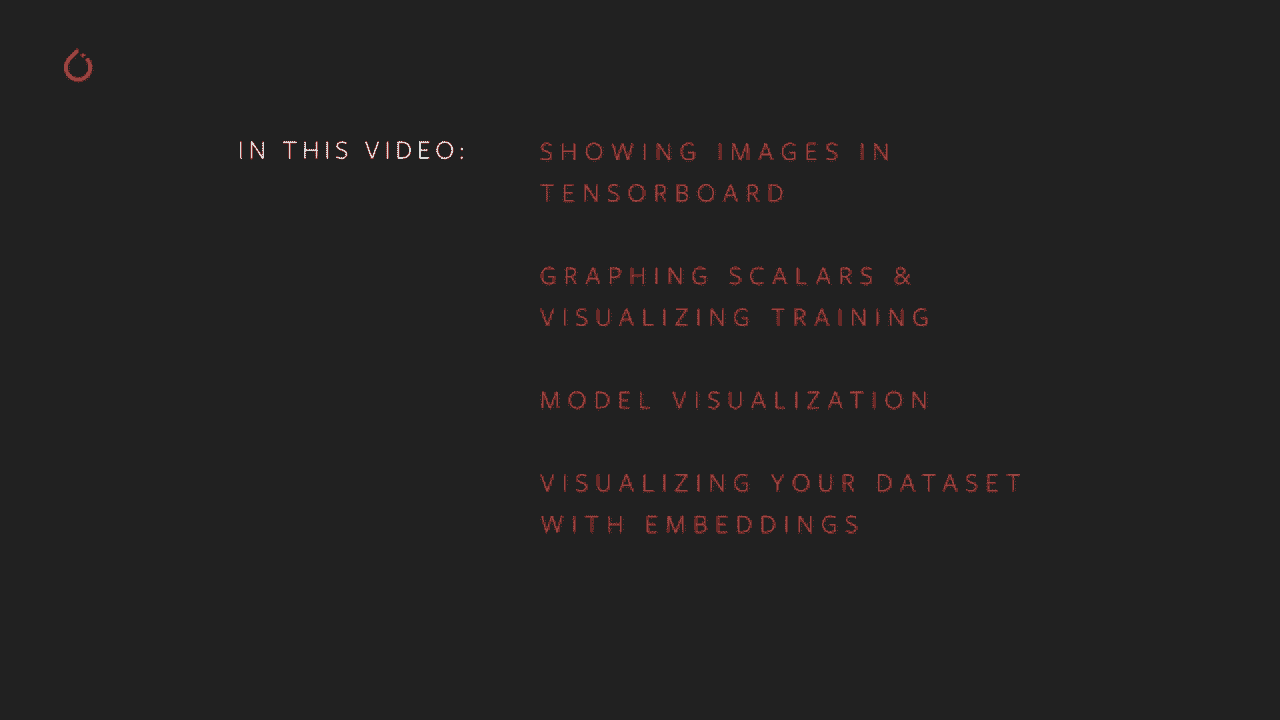 IN THIS VIDEO:
SHOWING IMAGES IN
TENSORBOARD
GRAPHING SCALARS &
VISUALIZING TRAINING
MODEL VISUALIZATION
VISUALIZING YOUR DATASET
WITH EMBEDDINGS